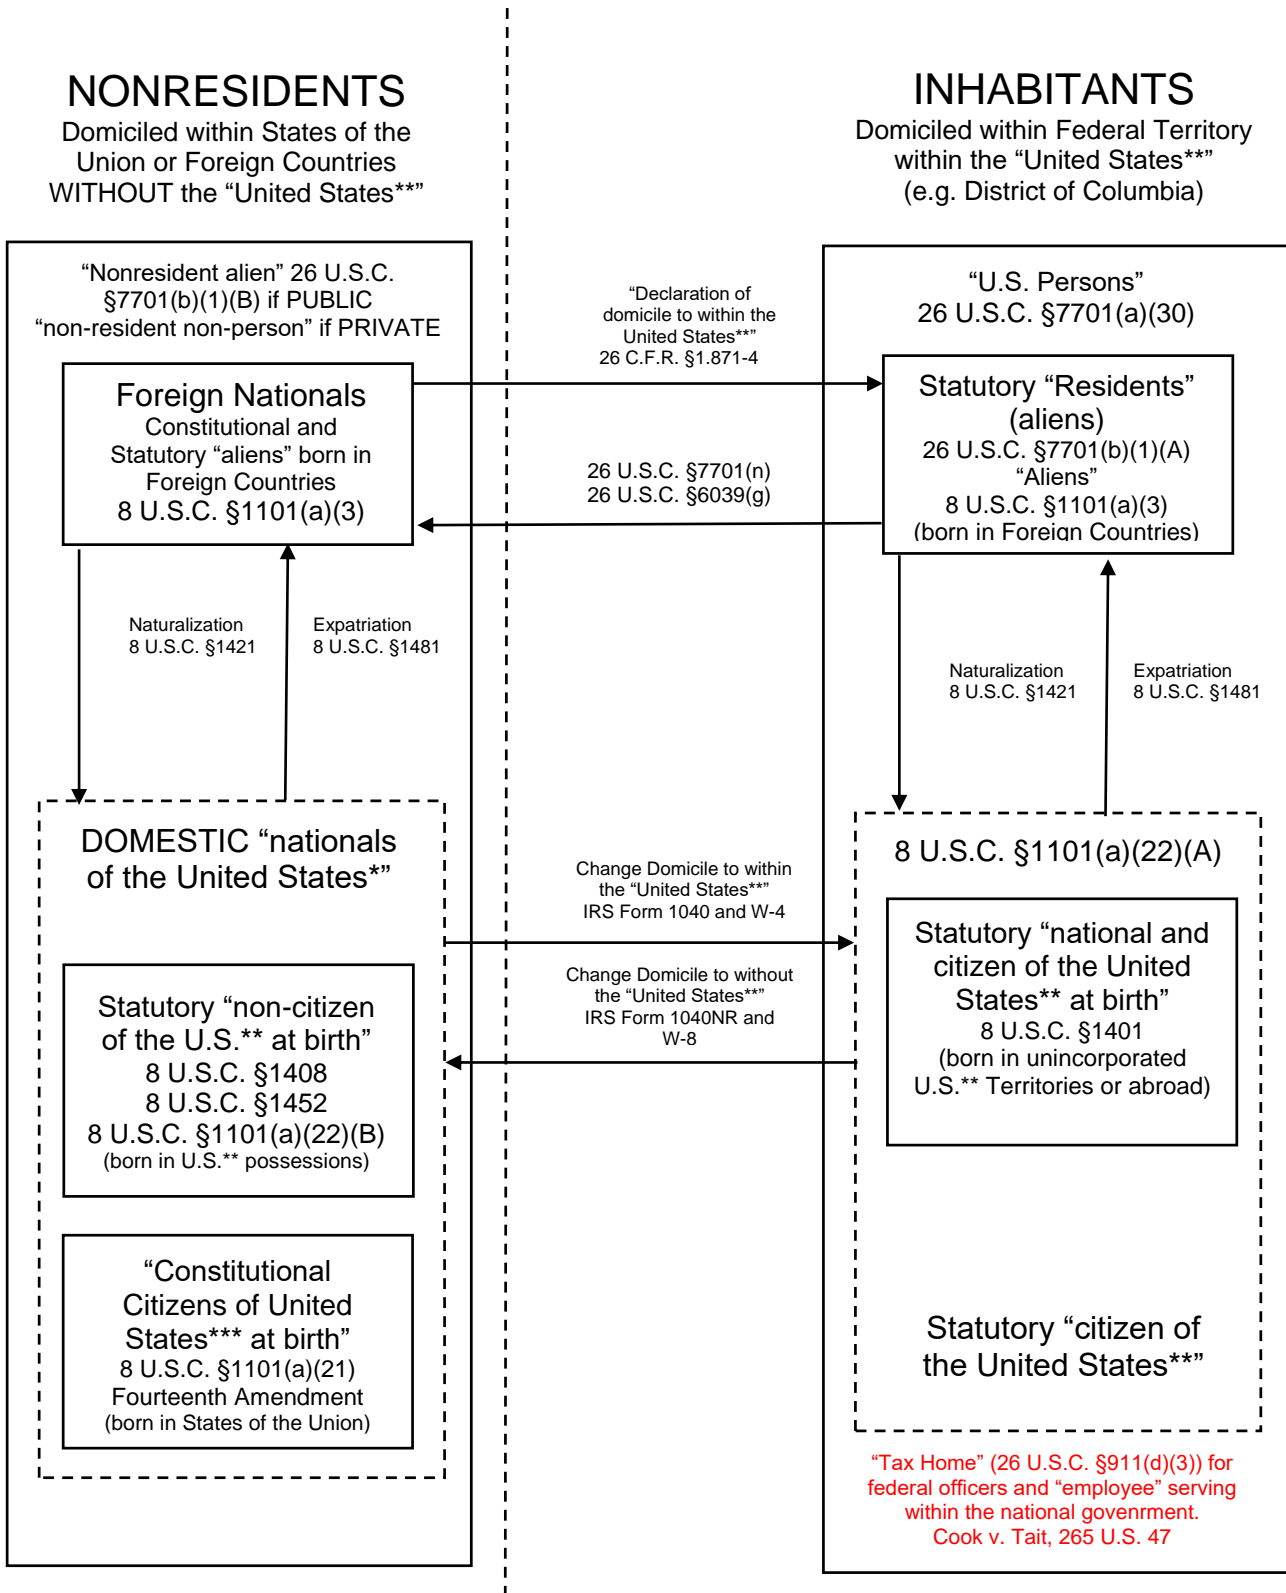 NONRESIDENTS
Domiciled within States of the
Union or Foreign Countries
WITHOUT the “United States**”
“Nonresident alien” 26 U.S.C.
§7701(b)(1)(B) if PUBLIC
“non-resident non-person” if PRIVATE
Foreign Nationals
Constitutional and
Statutory “aliens” born in
Foreign Countries
8 U.S.C. §1101(a)(3)
Naturalization
8 U.S.C. §1421
Expatriation
8 U.S.C. §1481
DOMESTIC “nationals
of the United States*”
Statutory “non-citizen
of the U.S.** at birth”
8 U.S.C. §1408
8 U.S.C. §1452
8 U.S.C. §1101(a)(22)(B)
(born in U.S.** possessions)
“Constitutional
Citizens of United
States*** at birth”
8 U.S.C. §1101(a)(21)
Fourteenth Amendment
(born in States of the Union)
“Declaration of
domicile to within the
United States**”
26 C.F.R. §1.871-4
26 U.S.C. §7701(n)
26 U.S.C. §6039(g)
Change Domicile to within
the “United States**”
IRS Form 1040 and W-4
Change Domicile to without
the “United States**”
IRS Form 1040NR and
W-8
INHABITANTS
Domiciled within Federal Territory
within the “United States**”
(e.g. District of Columbia)
“U.S. Persons”
26 U.S.C. §7701(a)(30)
Statutory “Residents”
(aliens)
26 U.S.C. §7701(b)(1)(A)
“Aliens”
8 U.S.C. §1101(a)(3)
(born in Foreign Countries)
Naturalization
8 U.S.C. §1421
Expatriation
8 U.S.C. §1481
8 U.S.C. §1101(a)(22)(A)
Statutory “national and
citizen of the United
States** at birth”
8 U.S.C. §1401
(born in unincorporated
U.S.** Territories or abroad)
Statutory “citizen of
the United States**”
“Tax Home” (26 U.S.C. §911(d)(3)) for
federal officers and “employee” serving
within the national govenrment.
Cook v. Tait, 265 U.S. 47